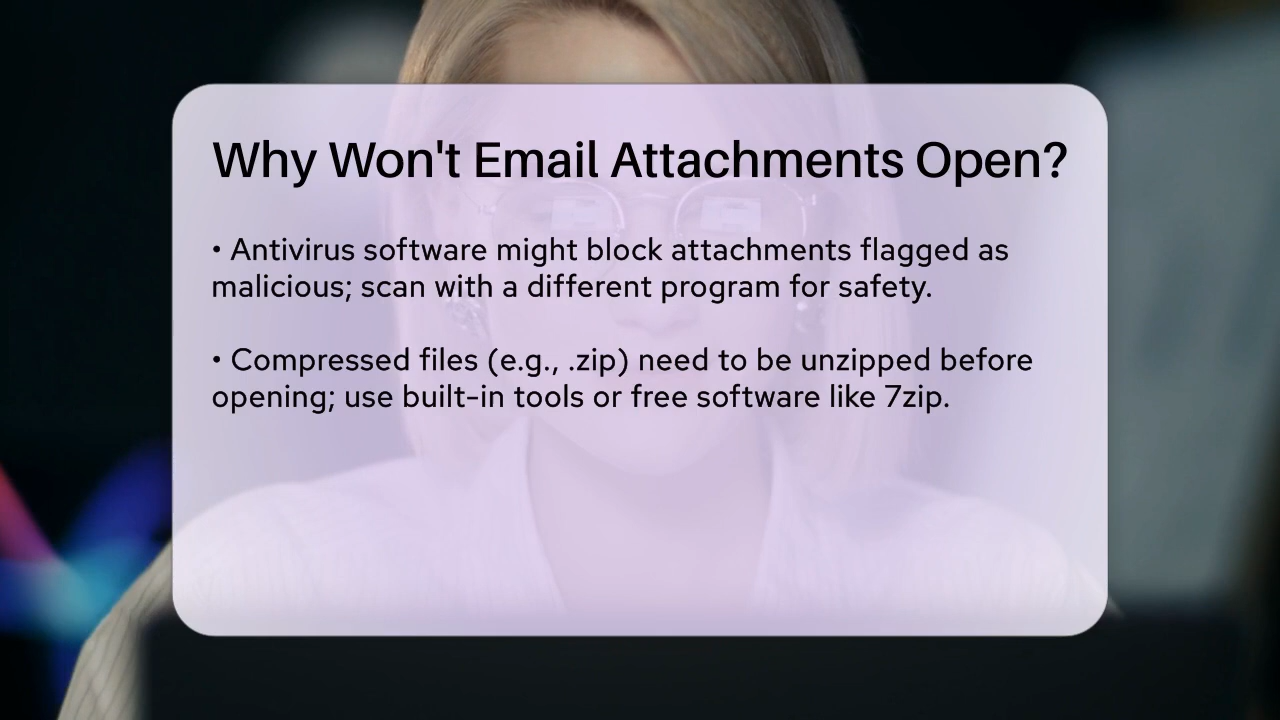 Why Won't Email Attachments Open?
• Antivirus software might block attachments flagged as
malicious; scan with a different program for safety.
• Compressed files (e.g., .zip) need to be unzipped before
opening; use built-in tools or free software like 7zip.